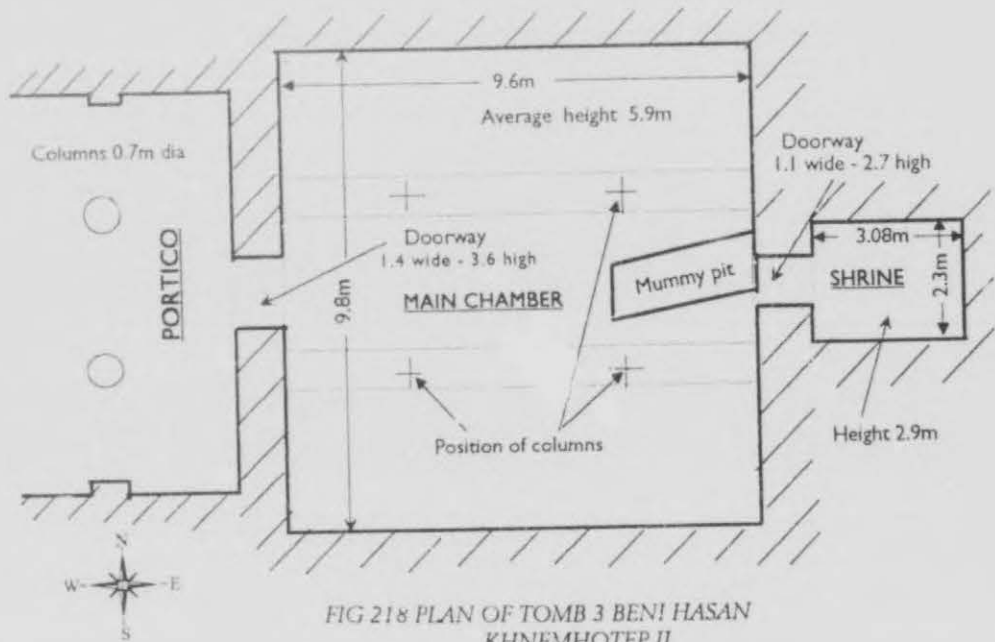 9.6m
Average height 5.9m
Columns 0.7m dia
Doorway
1.1 wide - 2.7 high
PORTICO
Doorway
1.4 wide - 3.6 high
9.8m
MAIN CHAMBER
Mummy pit
3.08m
SHRINE
2.3m
Position of columns
Height 2.9m
N
W
E
S
FIG 218 PLAN OF TOMB 3 BENI HASAN
KHNEMHOTEP II